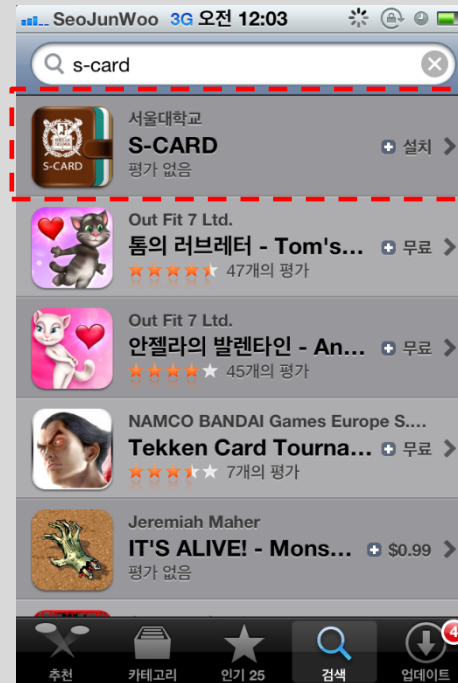 SeoJunWoo 3G 오전 12:03
s-card
서울대학교
S-CARD
S-CARD
설치
평가 없음
Out Fit 7 Ltd.
톰의 러브레터 - Tom's...
무료
47개의 평가
Out Fit 7 Ltd.
안젤라의 발렌타인 - An...
무료
45개의 평가
NAMCO BANDAI Games Europe S....
Tekken Card Tourna...
무료
7개의 평가
Jeremiah Maher
IT'S ALIVE! - Mons...
$0.99
평가 없음
4
추천
카테고리
인기 25
검색
업데이트